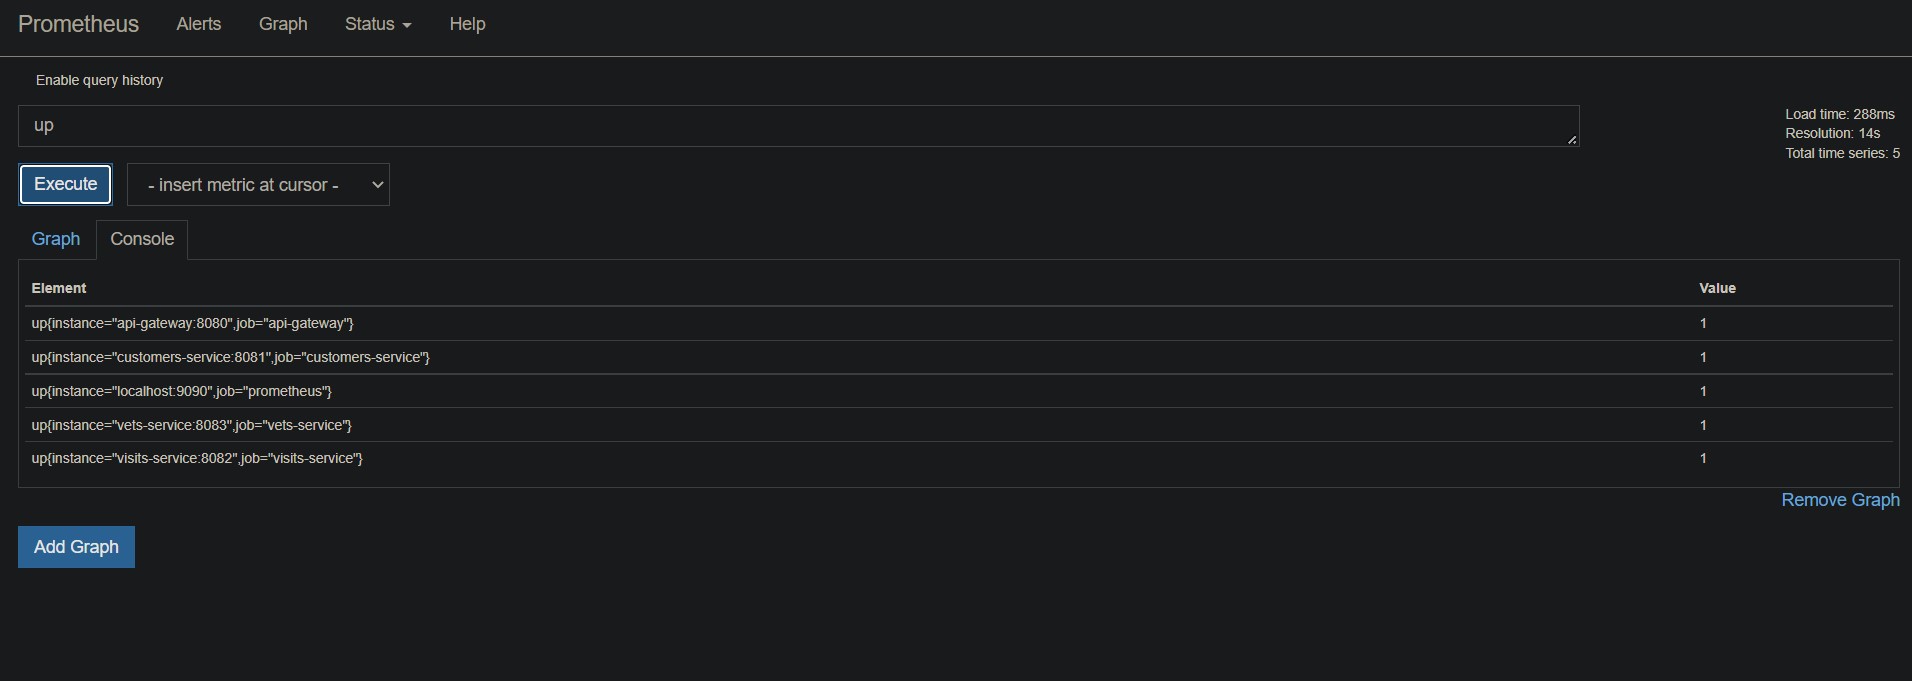 Prometheus Alerts Graph Status Help
Enable query history
up
Load time: 288ms
Resolution: 14s
Total time series: 5
Execute - insert metric at cursor -
Graph Console
Element Value
up{instance="api-gateway:8080",job="api-gateway"} 1
up{instance="customers-service:8081",job="customers-service"} 1
up{instance="localhost:9090",job="prometheus"} 1
up{instance="vets-service:8083",job="vets-service"} 1
up{instance="visits-service:8082",job="visits-service"} 1
Remove Graph
Add Graph